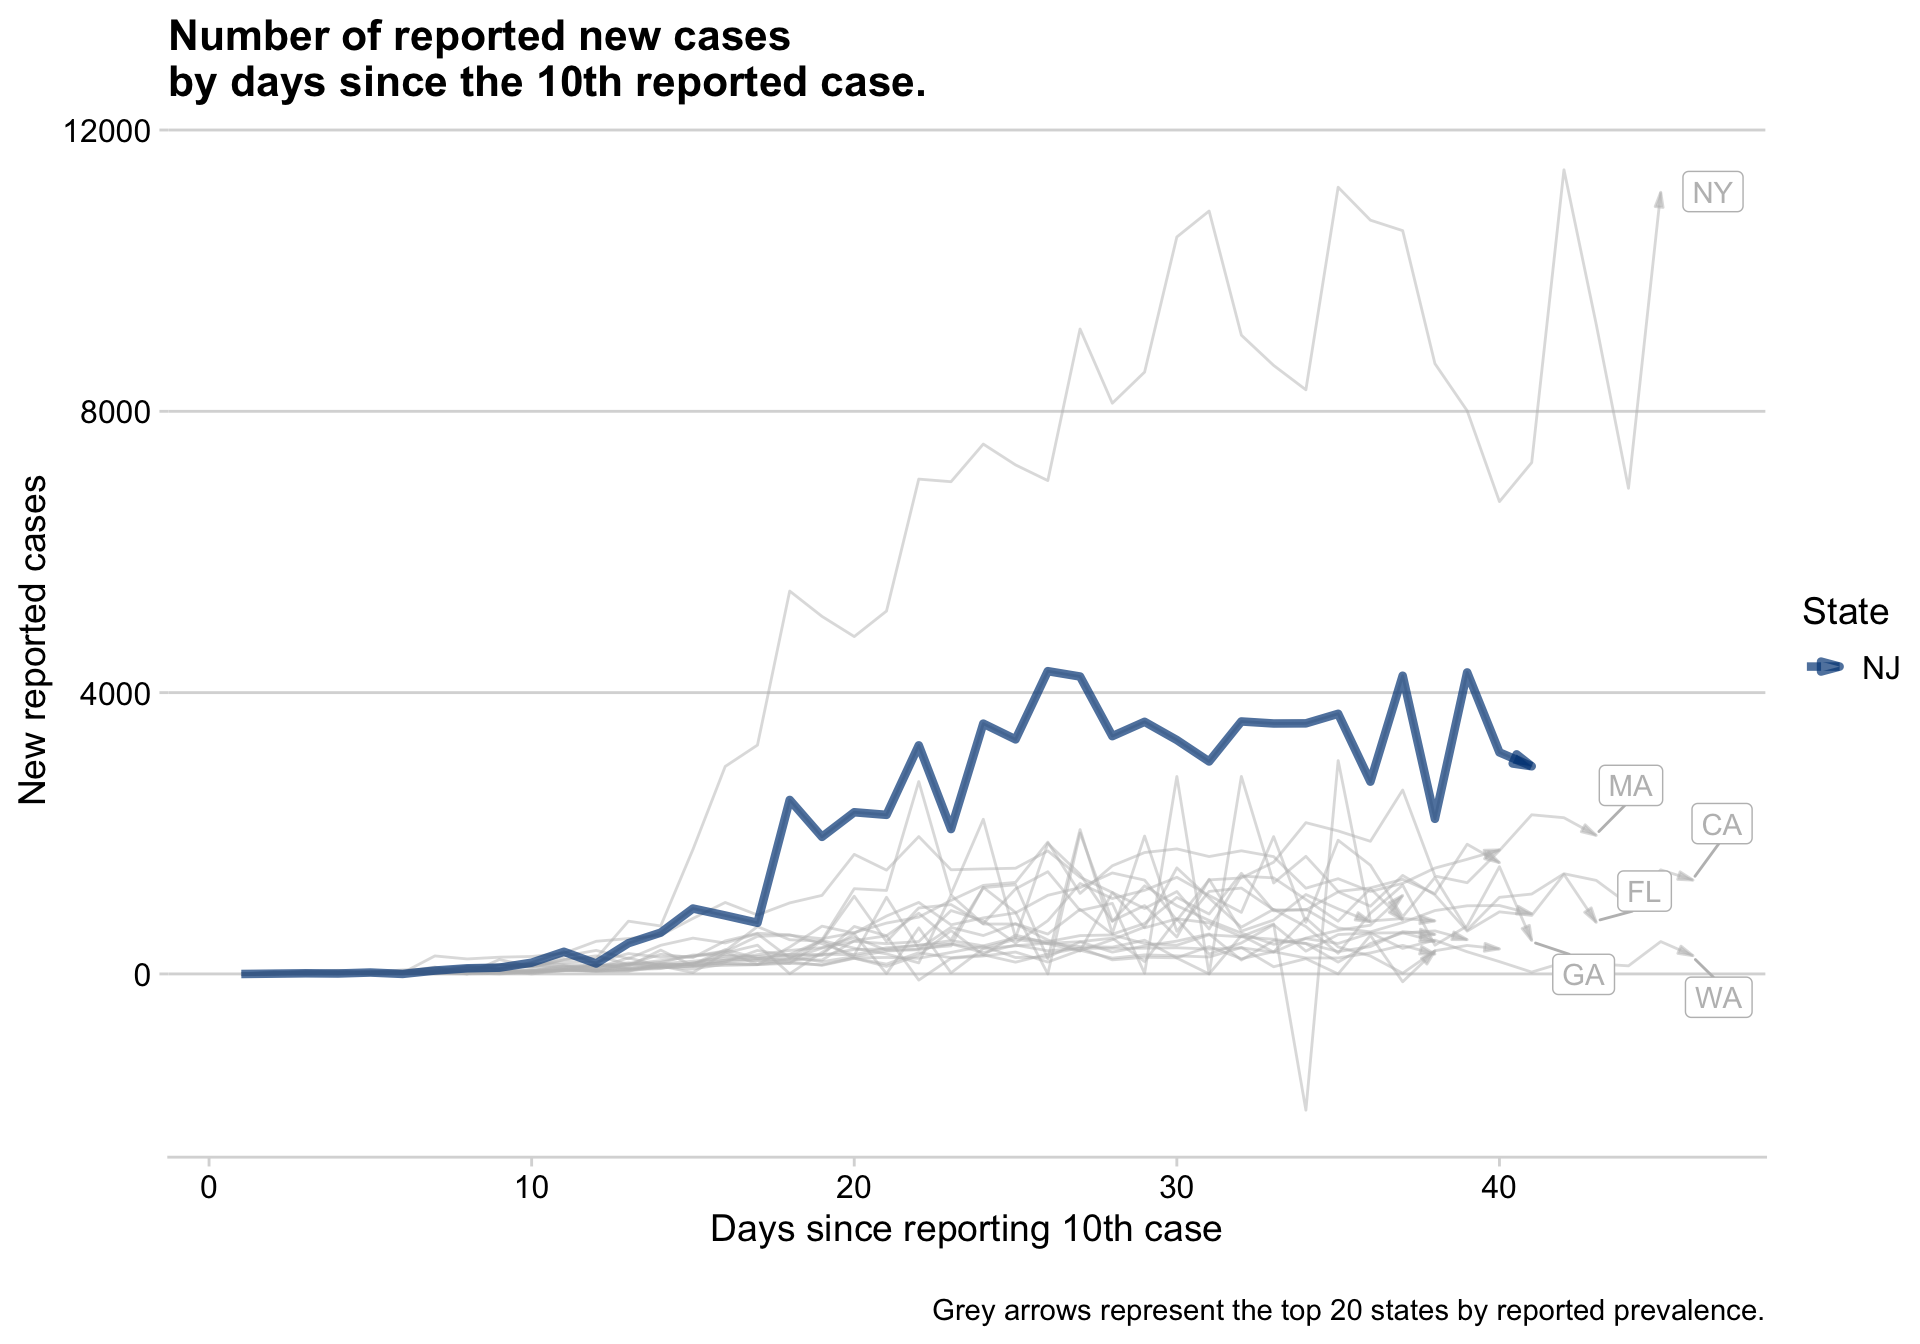 Number of reported new cases
by days since the 10th reported case.
12000
8000
4000
0
New reported cases
NY
MA
CA
FL
GA
WA
State
NJ
0 10 20 30 40
Days since reporting 10th case
Grey arrows represent the top 20 states by reported prevalence.